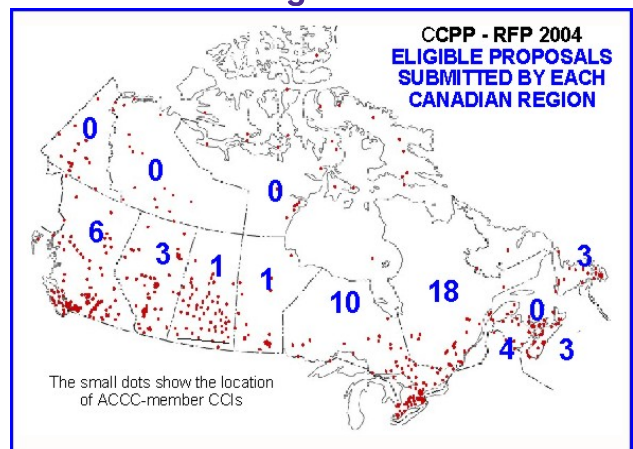 CCPP - RFP 2004
ELIGIBLE PROPOSALS
SUBMITTED BY EACH
CANADIAN REGION
0
0
0
6
3
1
1
10
18
3
0
4
3
The small dots show the location
of ACCC-member CCIs